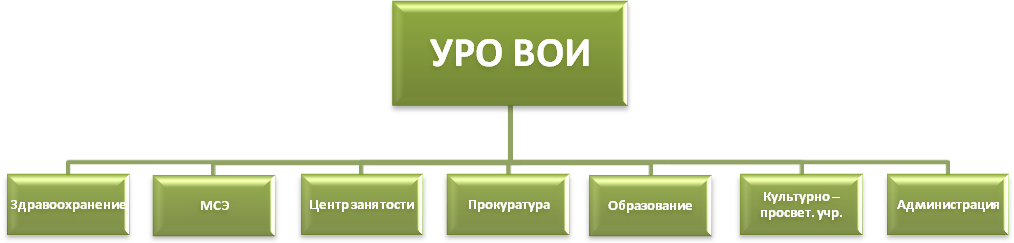 УРО ВОИ
Здравоохранение
МСЭ
Центр занятости
Прокуратура
Образование
Культурно –
просвет. учр.
Администрация